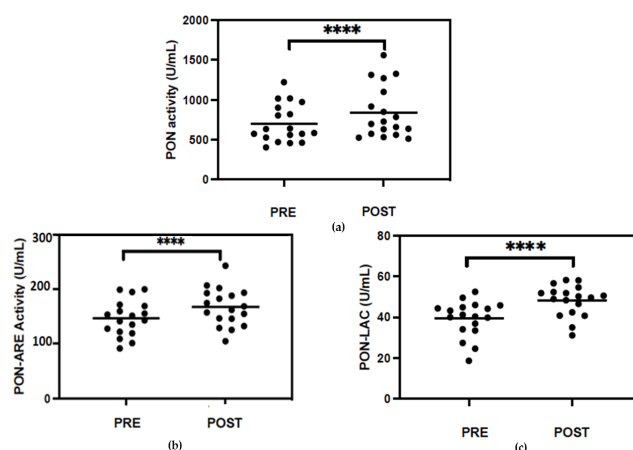 PON activity (U/mL)
2000
1500
1000
500
0
****
PRE POST
(a)
PON-ARE Activity (U/mL)
300
200
100
0
****
PRE POST
(b)
PON-LAC (U/mL)
80
60
40
20
0
****
PRE POST
(c)